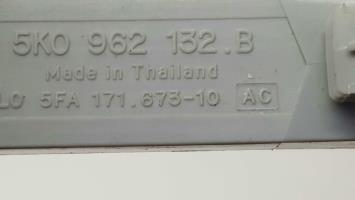 5K0 962 132.B
Made in Thailand
5FA 171.673-10 AC